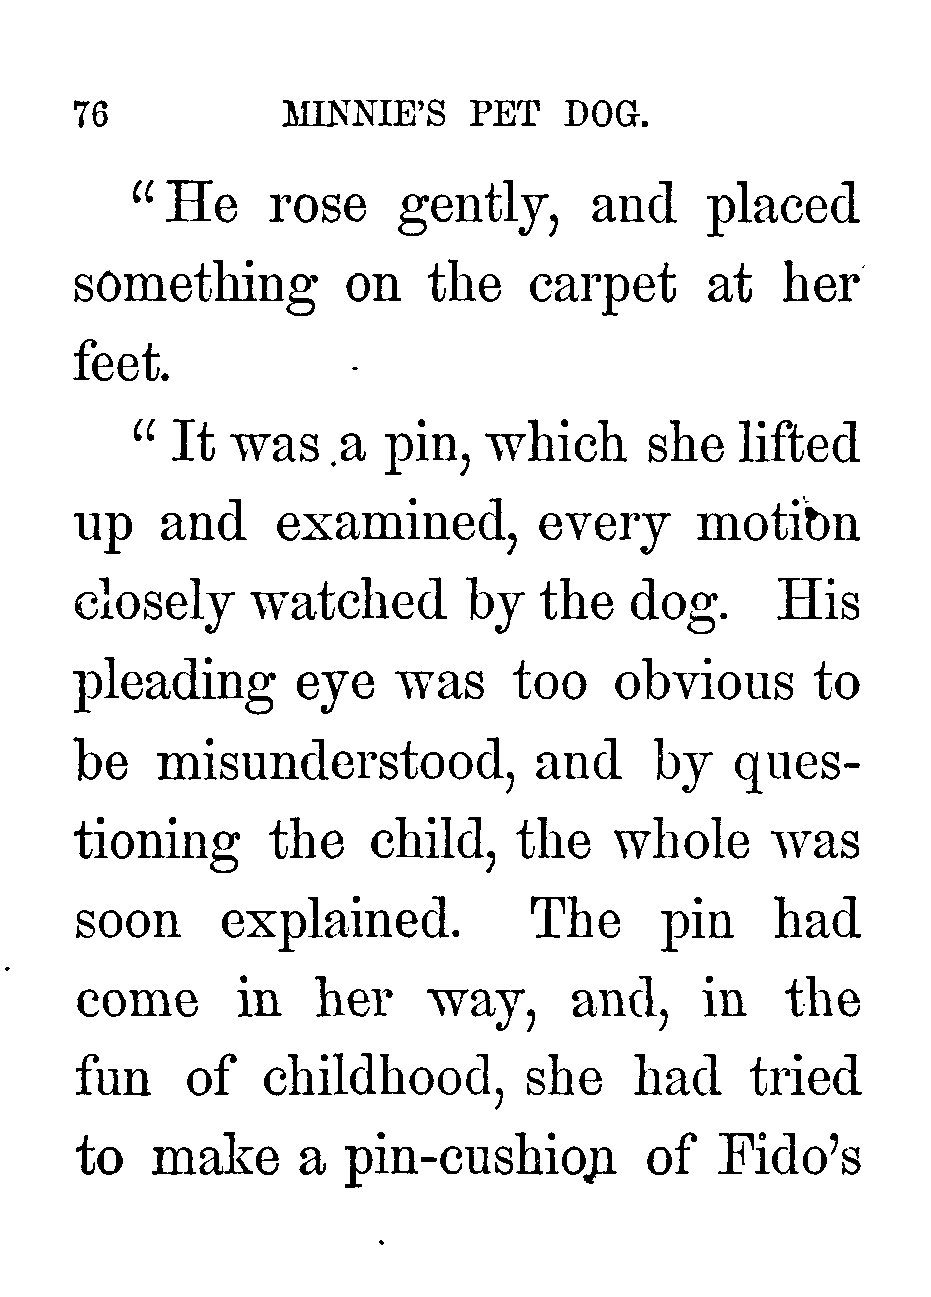 76 MINNIE'S PET DOG.
"He rose gently, and placed
something on the carpet at her
feet.
"It was a pin, which she lifted
up and examined, every motion
closely watched by the dog. His
pleading eye was too obvious to
be misunderstood, and by ques-
tioning the child, the whole was
soon explained. The pin had
come in her way, and, in the
fun of childhood, she had tried
to make a pin-cushion of Fido's